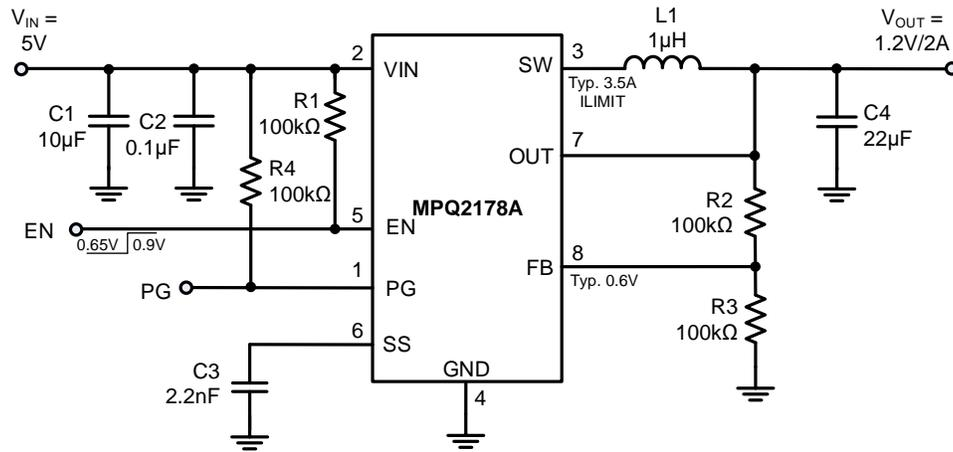 VIN =
5V
C1
10µF
C2
0.1µF
R1
100kΩ
R4
100kΩ
EN
0.65V
0.9V
PG
C3
2.2nF
2
VIN
5
EN
1
PG
6
SS
MPQ2178A
GND
4
SW
3
Typ. 3.5A
ILIMIT
OUT
7
FB
8
Typ. 0.6V
L1
1µH
VOUT =
1.2V/2A
C4
22µF
R2
100kΩ
R3
100kΩ